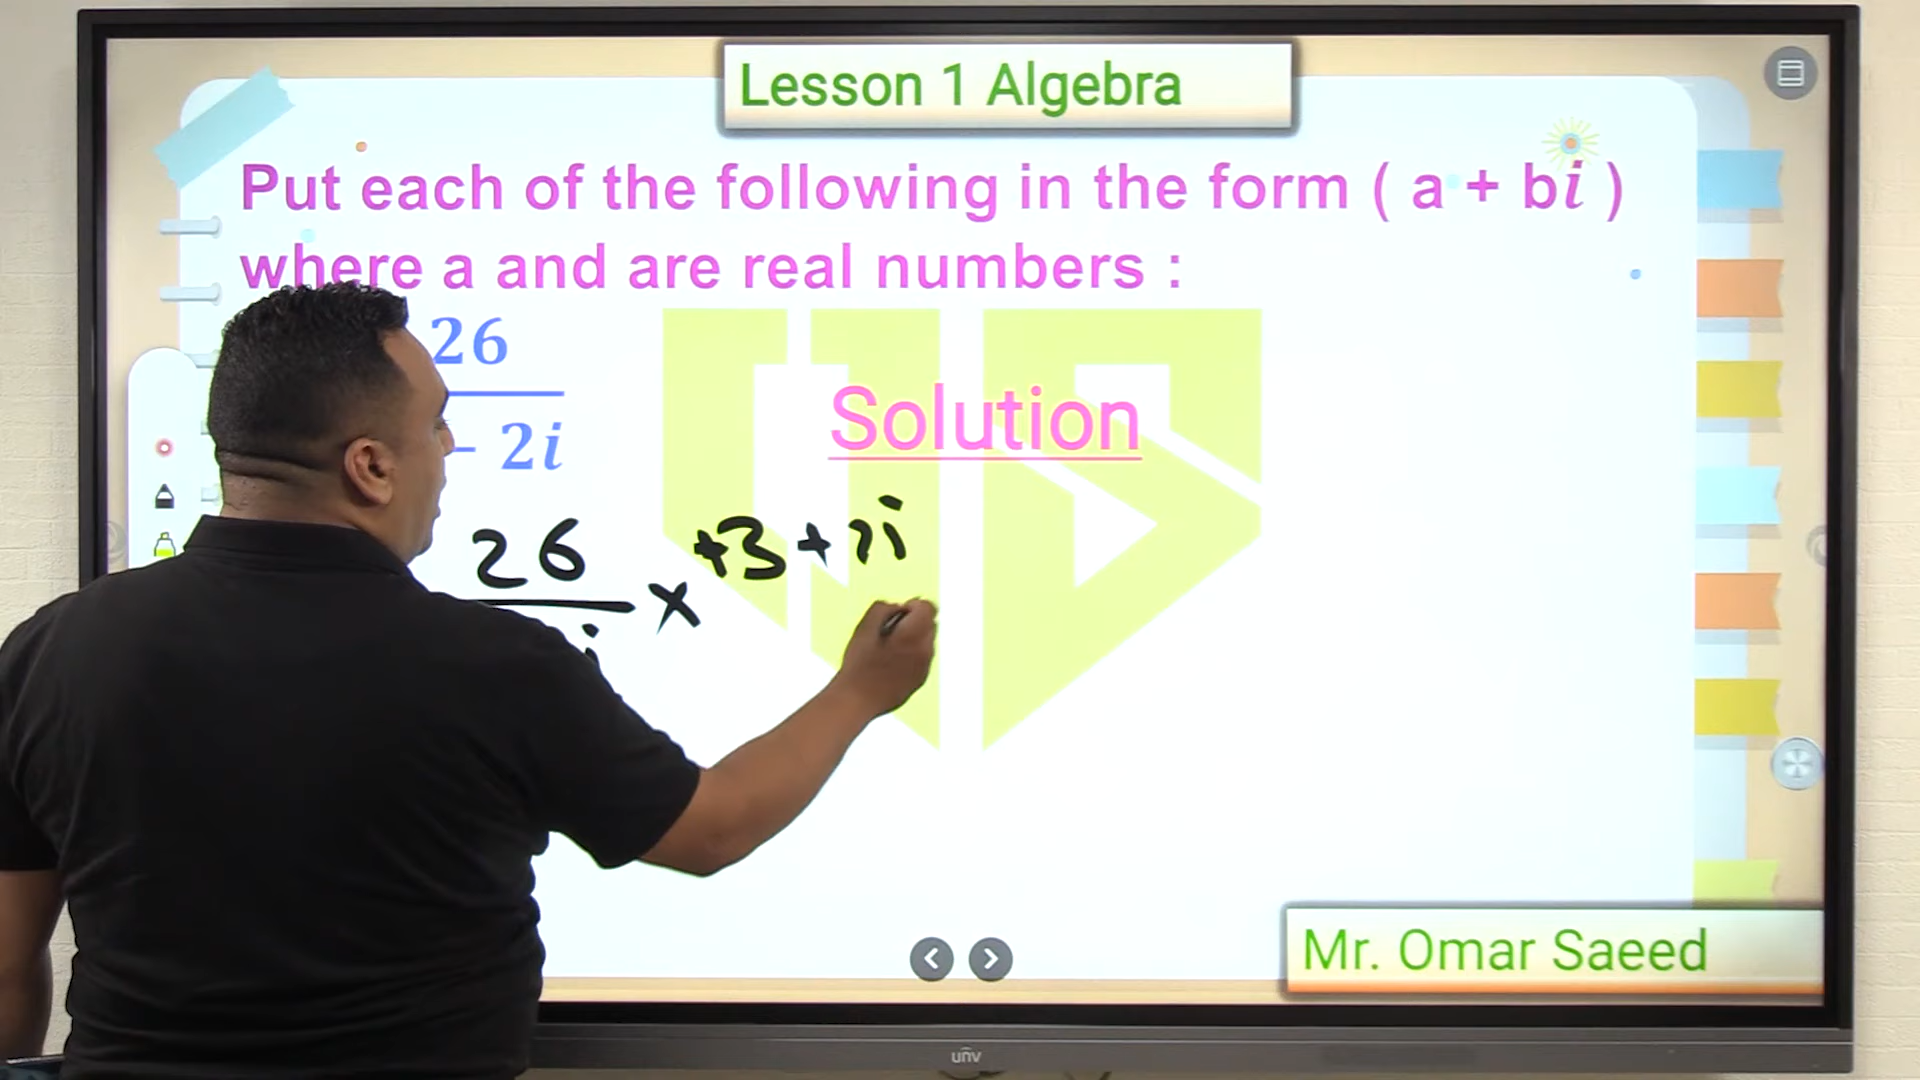 Lesson 1 Algebra
Put each of the following in the form ( a + bi )
where a and are real numbers :
26
- 2i
Solution
26 × +3 + 2i
i
Mr. Omar Saeed
unv